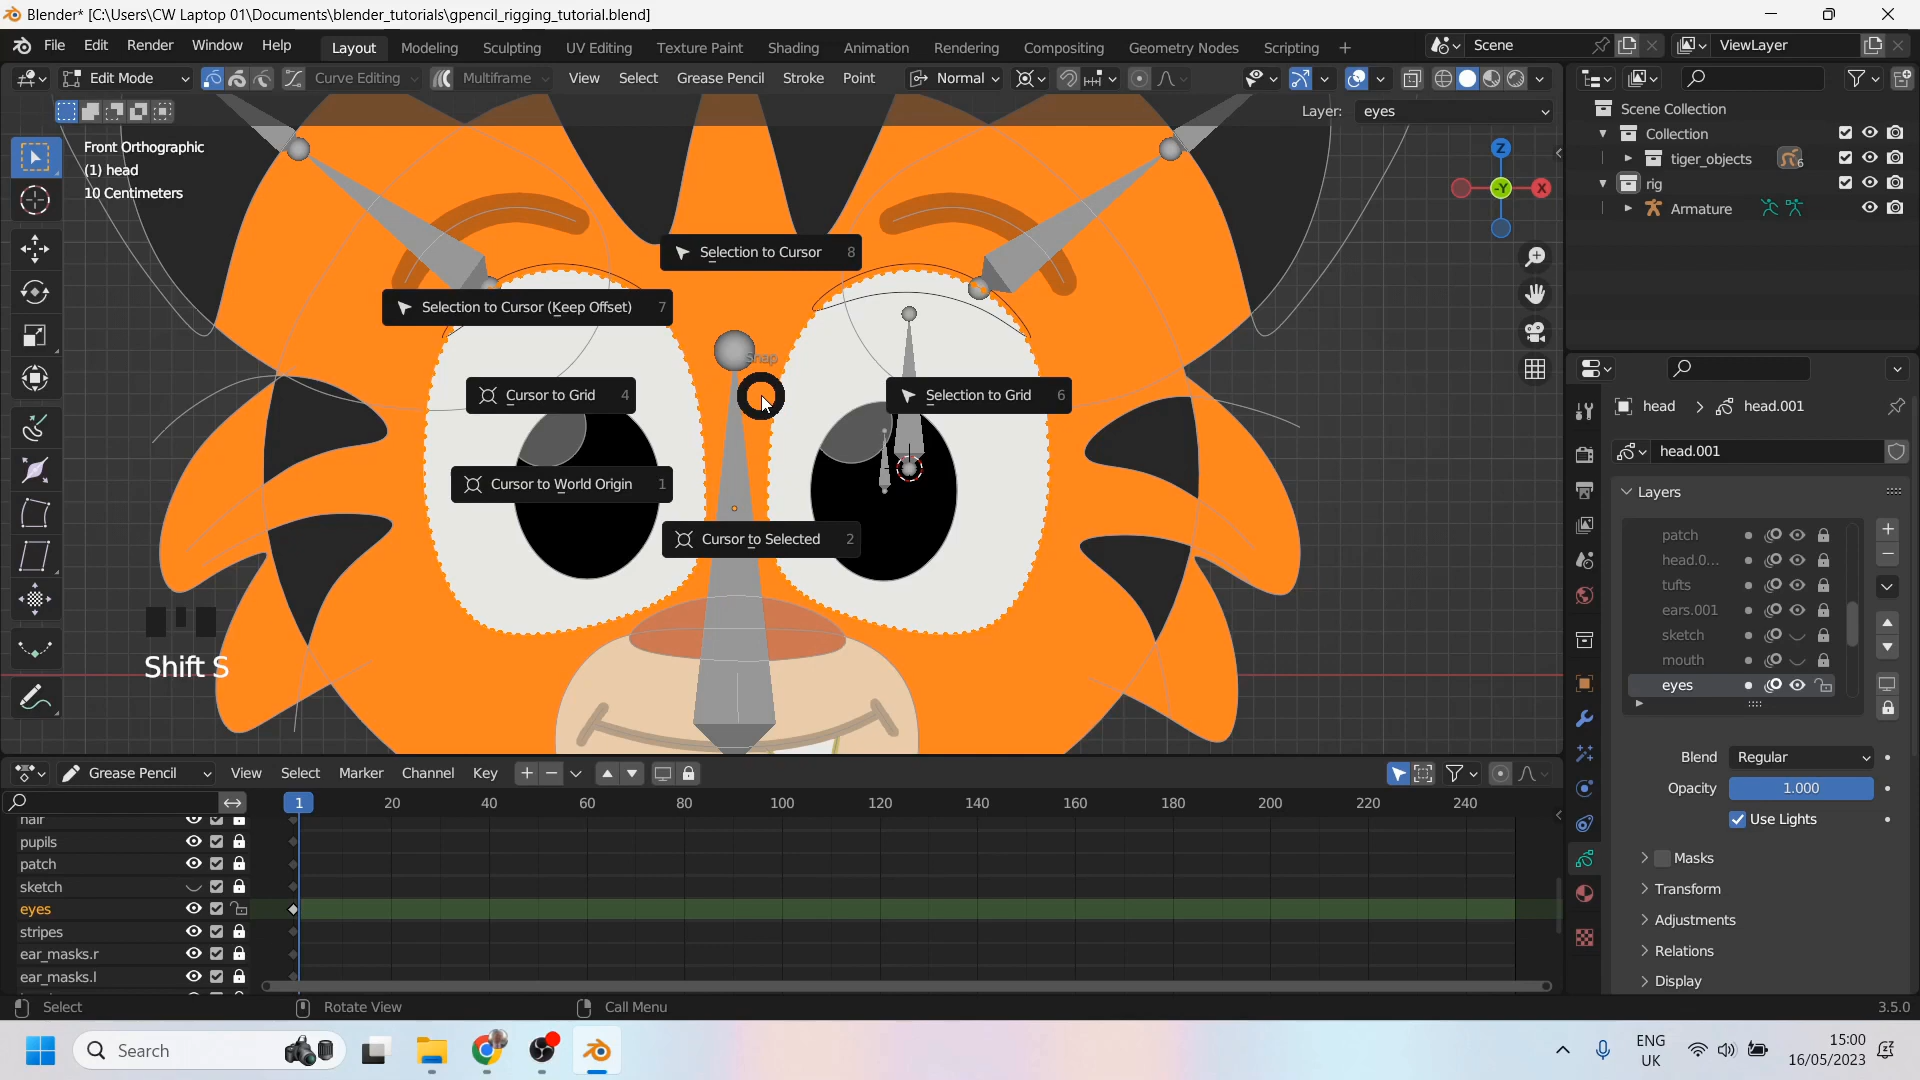 Blender* [C:\Users\CW Laptop 01\Documents\blender_tutorials\gpencil_rigging_tutorial.blend]
File Edit Render Window Help Layout Modeling Sculpting UV Editing Texture Paint Shading Animation Rendering Compositing Geometry Nodes Scripting Scene ViewLayer
Edit Mode Curve Editing Multiframe View Select Grease Pencil Stroke Point Normal
Layer: eyes
Front Orthographic
(1) head
10 Centimeters
Z
-Y
X
Selection to Cursor 8
Selection to Cursor (Keep Offset) 7
Snap
Cursor to Grid 4
Selection to Grid 6
Cursor to World Origin 1
Cursor to Selected 2
Shift S
Scene Collection
Collection
tiger_objects 6
rig
Armature
head head.001
head.001
Layers
patch
head.0...
tufts
ears.001
sketch
mouth
eyes
Blend Regular
Opacity 1.000
Use Lights
Masks
Transform
Adjustments
Relations
Display
Grease Pencil View Select Marker Channel Key
1 20 40 60 80 100 120 140 160 180 200 220 240
hair
pupils
patch
sketch
eyes
stripes
ear_masks.r
ear_masks.l
Select Rotate View Call Menu 3.5.0
Search
ENG
UK
15:00
16/05/2023